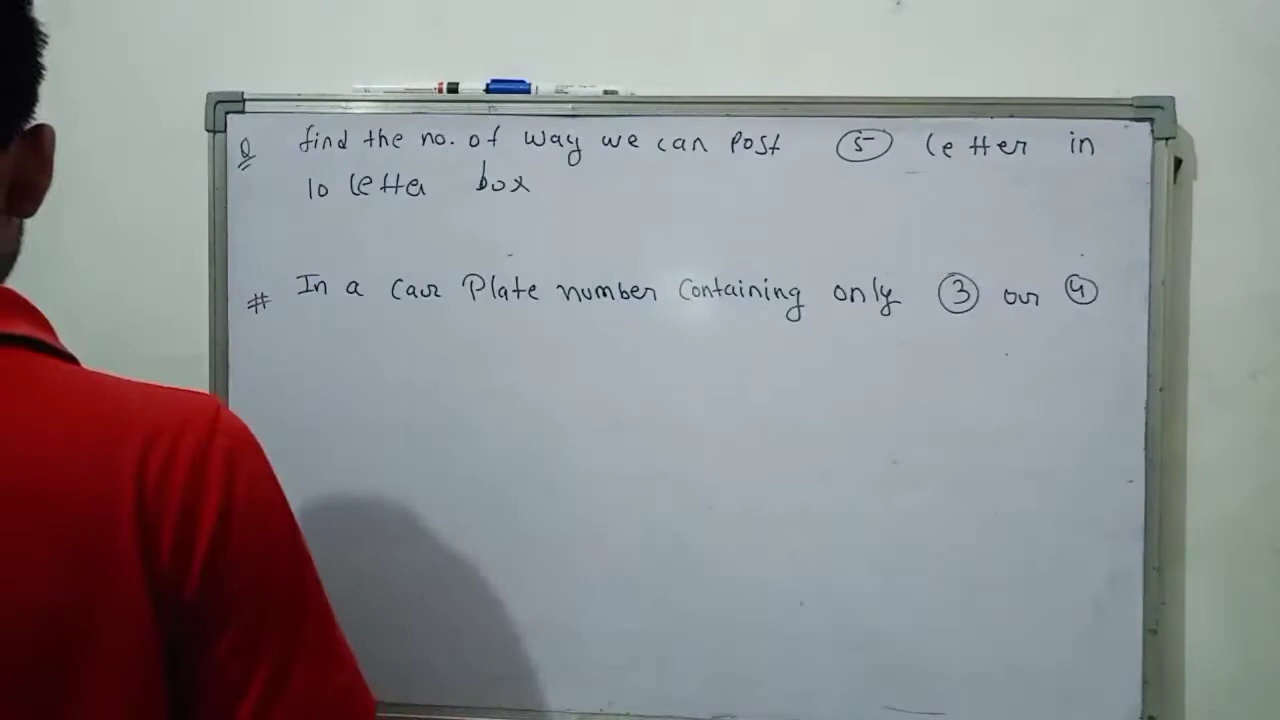 Q find the no. of way we can Post 5 letter in
10 letter box
# In a car Plate number Containing only 3 or 4